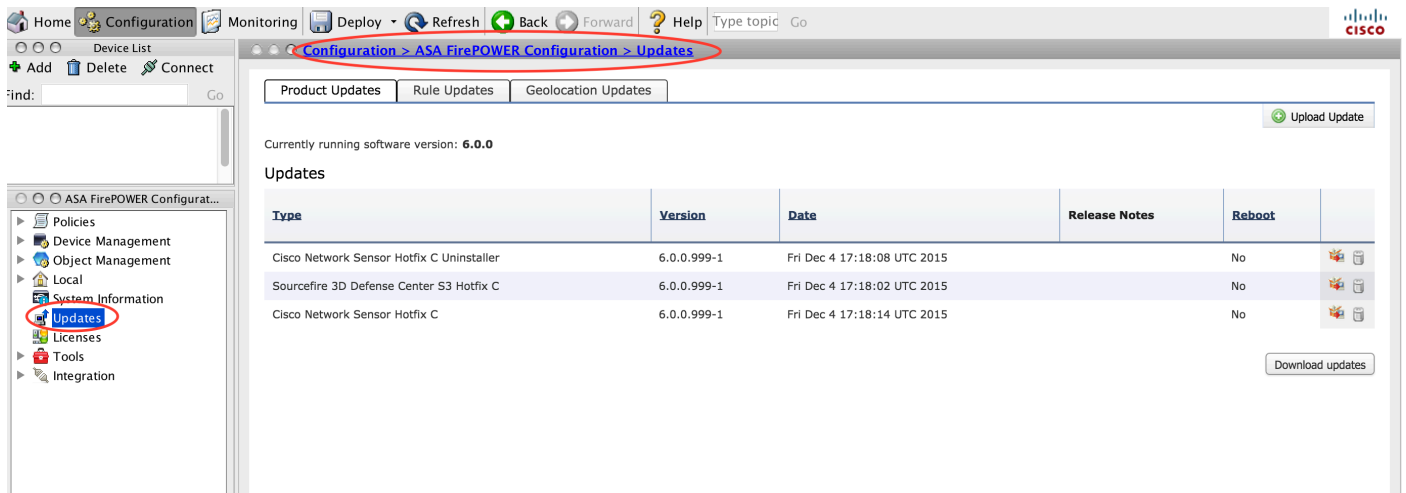 Home Configuration Monitoring Deploy Refresh Back Forward Help Type topic Go
CISCO
Device List
Configuration > ASA FirePOWER Configuration > Updates
Add Delete Connect
Find: Go
Product Updates Rule Updates Geolocation Updates
Upload Update
Currently running software version: 6.0.0
Updates
ASA FirePOWER Configurat...
Policies
Device Management
Object Management
Local
System Information
Updates
Licenses
Tools
Integration
Type Version Date Release Notes Reboot
Cisco Network Sensor Hotfix C Uninstaller 6.0.0.999-1 Fri Dec 4 17:18:08 UTC 2015 No
Sourcefire 3D Defense Center S3 Hotfix C 6.0.0.999-1 Fri Dec 4 17:18:02 UTC 2015 No
Cisco Network Sensor Hotfix C 6.0.0.999-1 Fri Dec 4 17:18:14 UTC 2015 No
Download updates